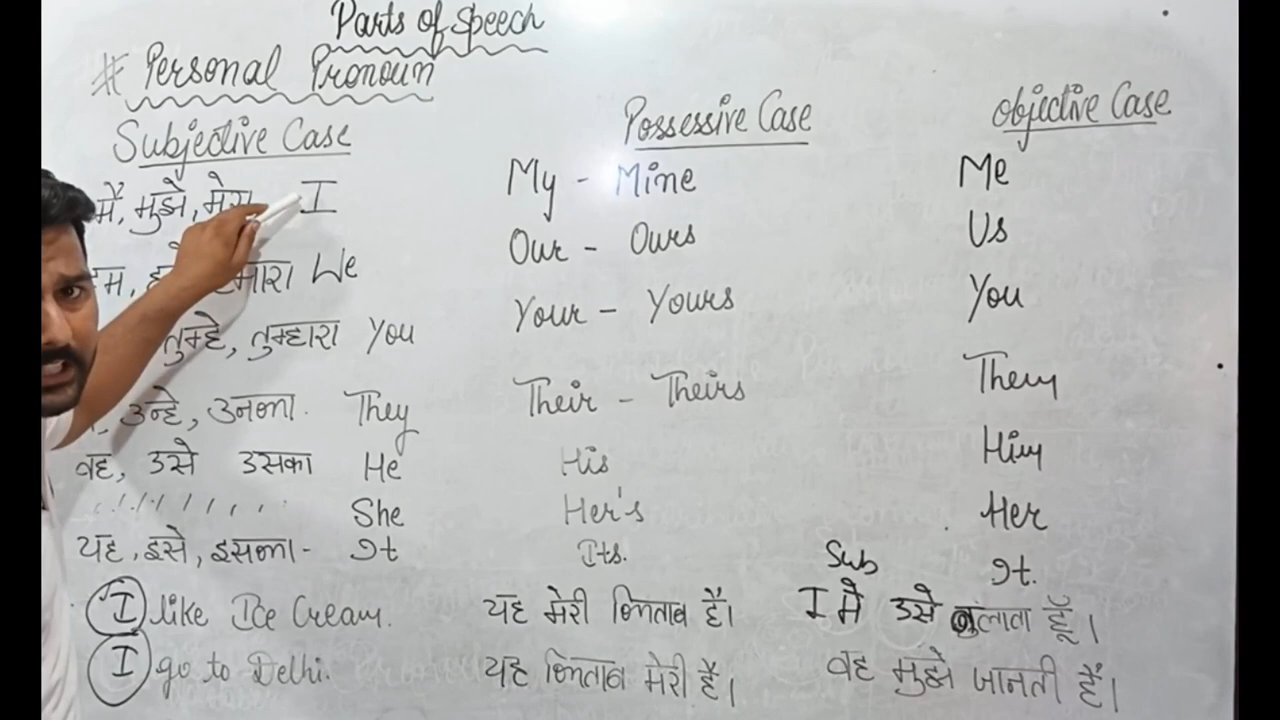 Parts of Speech
# Personal Pronoun
Subjective Case Possessive Case Objective Case
मैं, मुझे, मेरा I My - Mine Me
We Our - Ours Us
तुम्हे, तुम्हारा You Your - Yours You
उन्हे, उनका. They Their - Theirs Them
वह, उसे उसका He His Him
She Her's Her
यह, इसे, इसका - It Its. It.
Sub
I like Ice Cream. यह मेरी किताब है। I मै उसे बुलाता हूँ।
I go to Delhi. यह किताब मेरी है। वह मुझे जानती है।